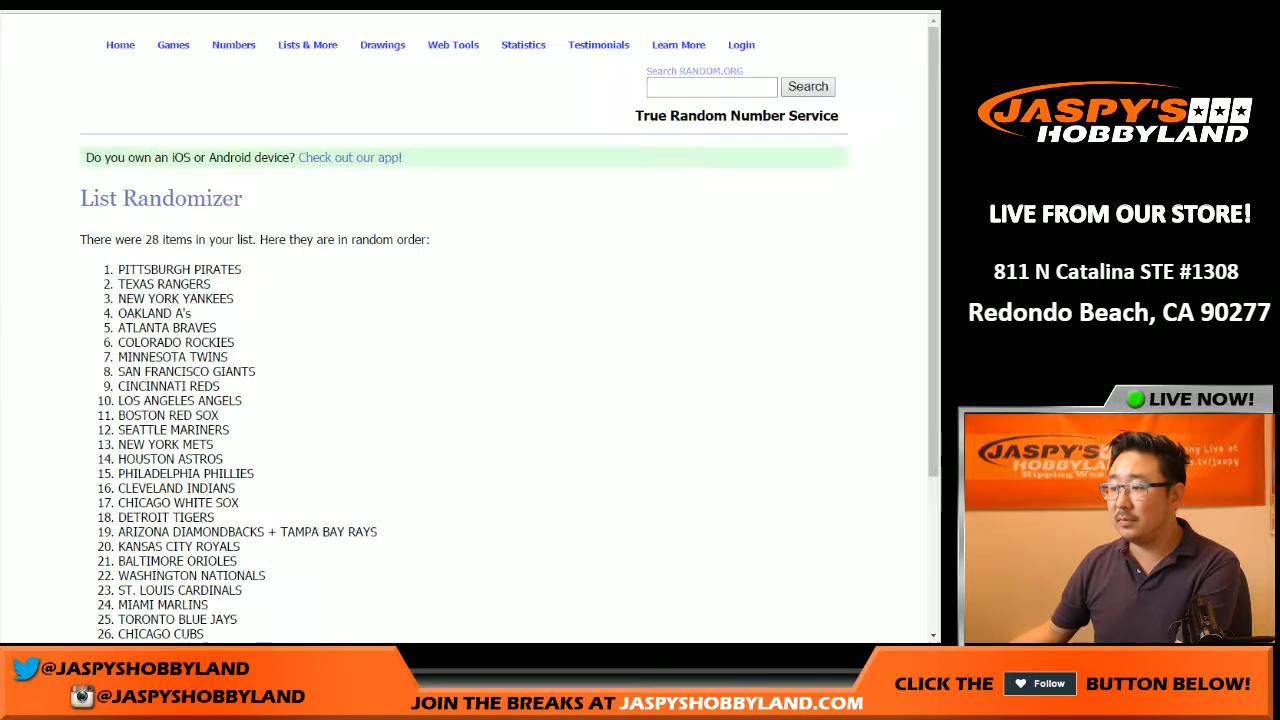 Home Games Numbers Lists & More Drawings Web Tools Statistics Testimonials Learn More Login
Search RANDOM.ORG
Search
True Random Number Service
Do you own an iOS or Android device? Check out our app!
List Randomizer
There were 28 items in your list. Here they are in random order:
1. PITTSBURGH PIRATES
2. TEXAS RANGERS
3. NEW YORK YANKEES
4. OAKLAND A's
5. ATLANTA BRAVES
6. COLORADO ROCKIES
7. MINNESOTA TWINS
8. SAN FRANCISCO GIANTS
9. CINCINNATI REDS
10. LOS ANGELES ANGELS
11. BOSTON RED SOX
12. SEATTLE MARINERS
13. NEW YORK METS
14. HOUSTON ASTROS
15. PHILADELPHIA PHILLIES
16. CLEVELAND INDIANS
17. CHICAGO WHITE SOX
18. DETROIT TIGERS
19. ARIZONA DIAMONDBACKS + TAMPA BAY RAYS
20. KANSAS CITY ROYALS
21. BALTIMORE ORIOLES
22. WASHINGTON NATIONALS
23. ST. LOUIS CARDINALS
24. MIAMI MARLINS
25. TORONTO BLUE JAYS
26. CHICAGO CUBS
JASPY'S
HOBBYLAND
LIVE FROM OUR STORE!
811 N Catalina STE #1308
Redondo Beach, CA 90277
LIVE NOW!
JASPY'S
HOBBYLAND
Ripping Wax
ing Live at
s.tv/jaspy
@JASPYSHOBBYLAND
@JASPYSHOBBYLAND
JOIN THE BREAKS AT JASPYSHOBBYLAND.COM
CLICK THE Follow BUTTON BELOW!